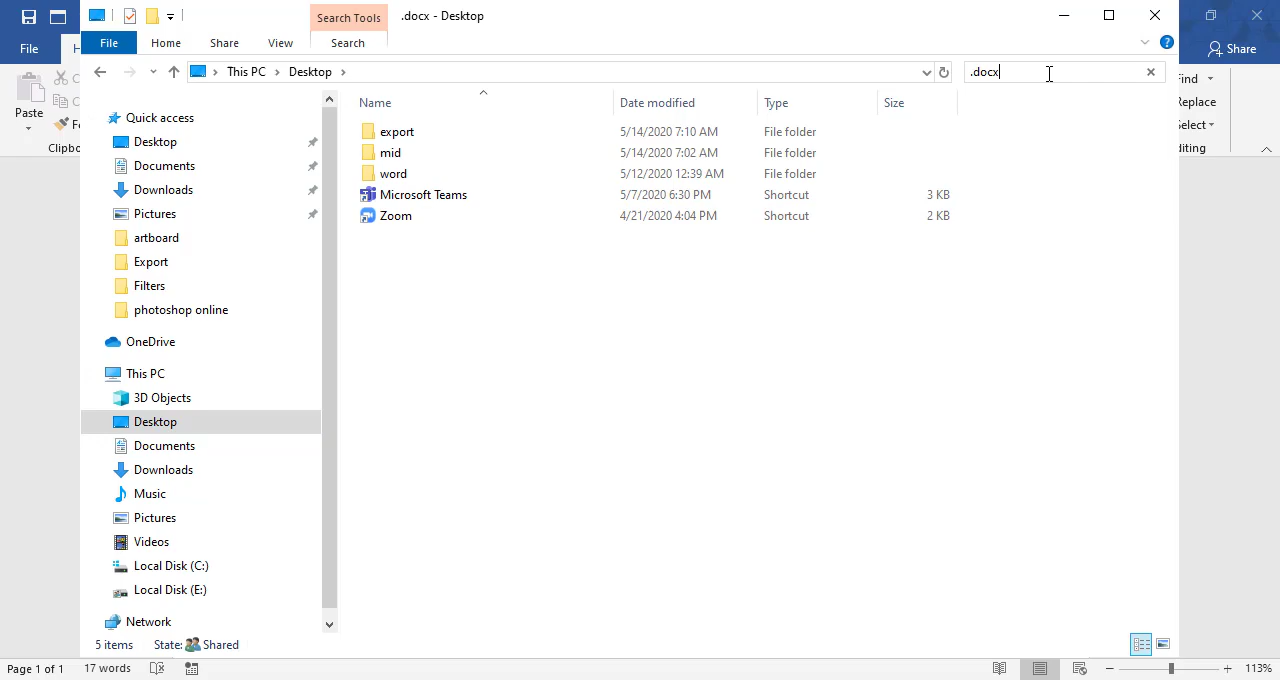 Search Tools
.docx - Desktop
File
File
Home
Share
View
Search
Share
This PC
Desktop
.docx
Paste
Clipbo
Name
Date modified
Type
Size
export
5/14/2020 7:10 AM
File folder
mid
5/14/2020 7:02 AM
File folder
word
5/12/2020 12:39 AM
File folder
Microsoft Teams
5/7/2020 6:30 PM
Shortcut
3 KB
Zoom
4/21/2020 4:04 PM
Shortcut
2 KB
Quick access
Desktop
Documents
Downloads
Pictures
artboard
Export
Filters
photoshop online
OneDrive
This PC
3D Objects
Desktop
Documents
Downloads
Music
Pictures
Videos
Local Disk (C:)
Local Disk (E:)
Network
5 items
State:
Shared
ind
eplace
elect
iting
Page 1 of 1
17 words
113%